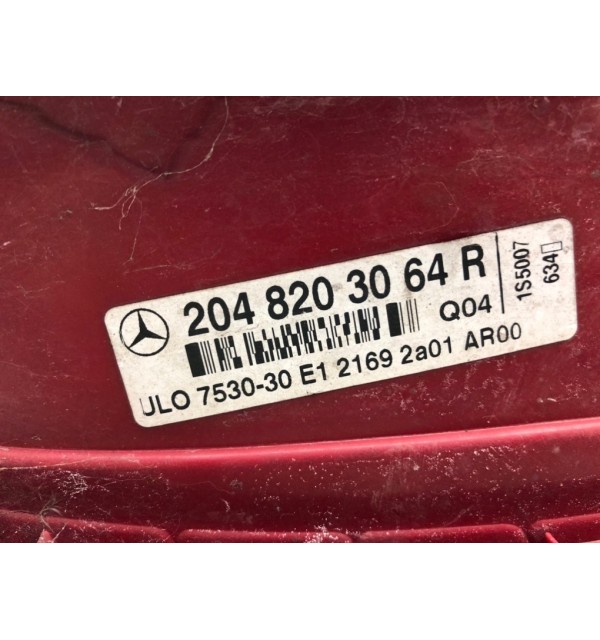 204 820 30 64 R
Q04
ULO 7530-30 E1 2169 2a01 AR00
1S5007
634